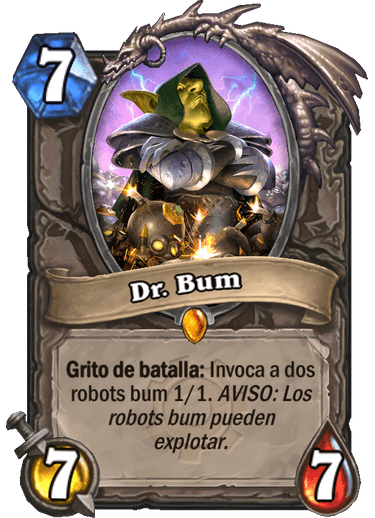 7
Dr. Bum
Grito de batalla: Invoca a dos
robots bum 1/1. AVISO: Los
robots bum pueden
explotar.
7
7